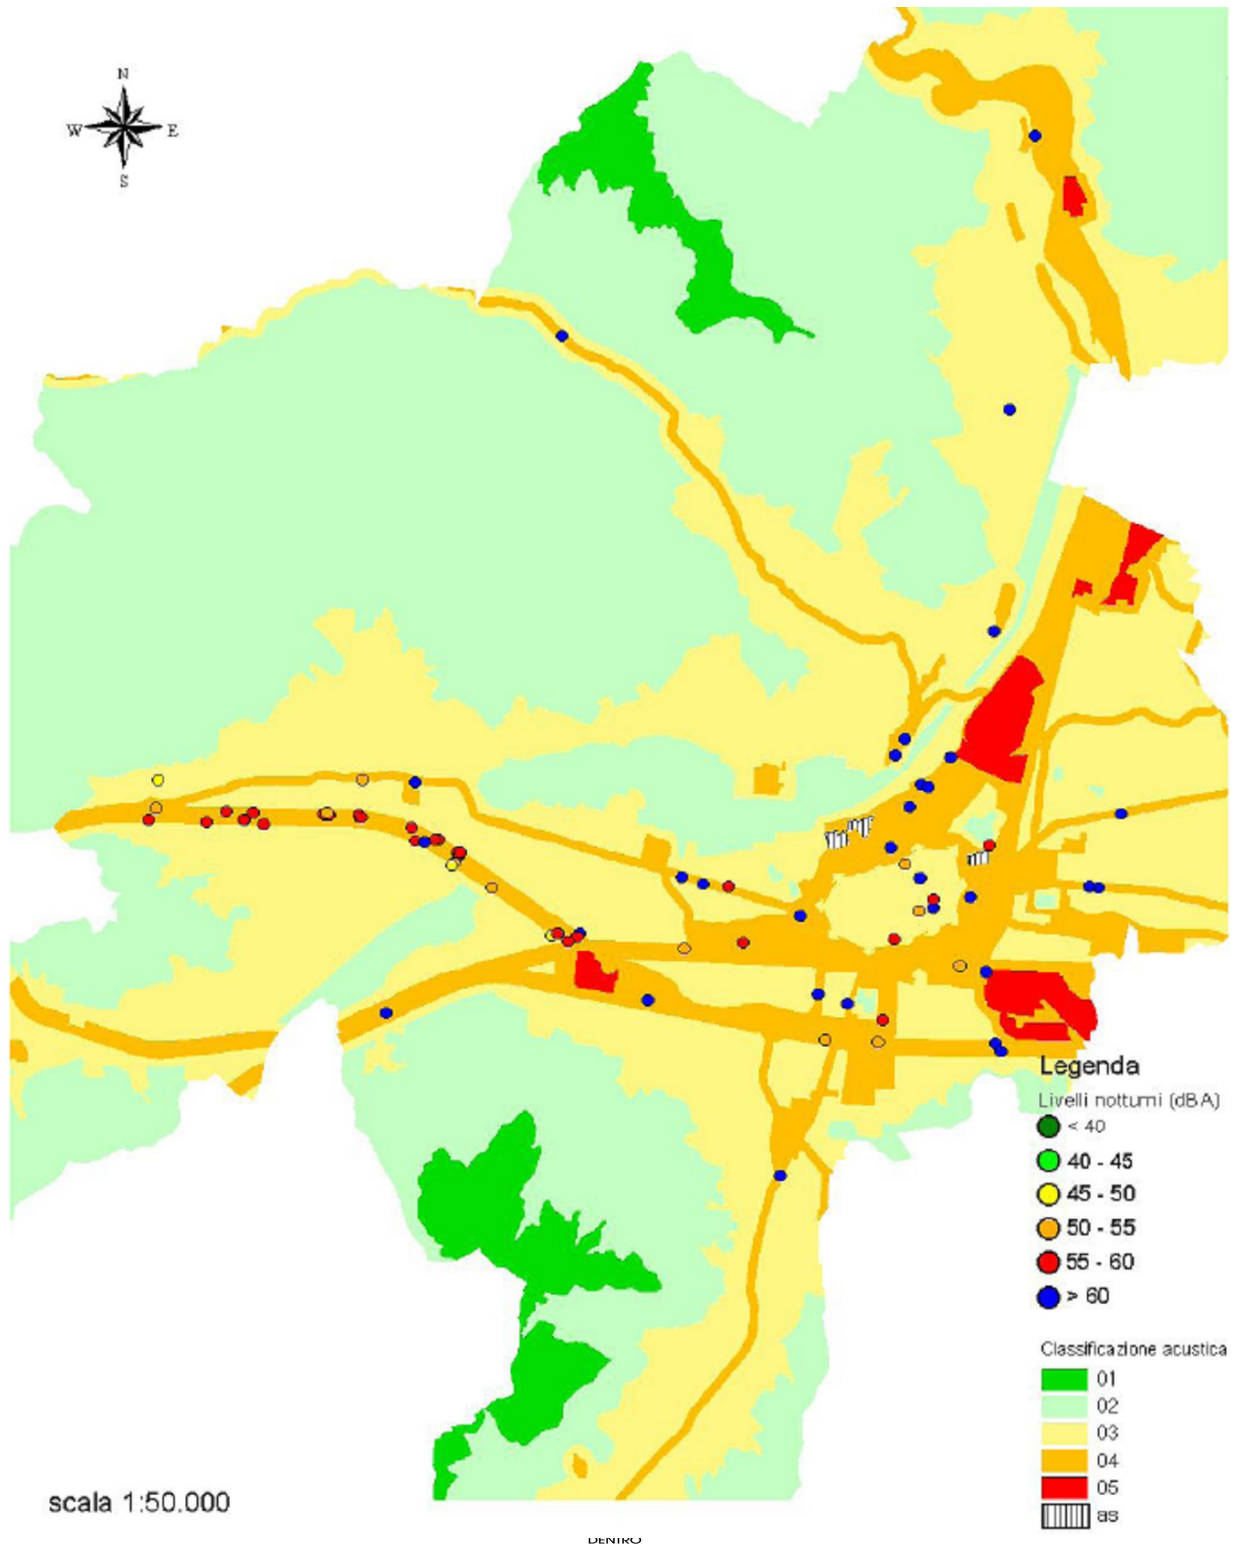 N
W E
S
Legenda
Livelli notturni (dBA)
< 40
40 - 45
45 - 50
50 - 55
55 - 60
> 60
Classificazione acustica
01
02
03
04
05
as
scala 1:50.000
DENTRO